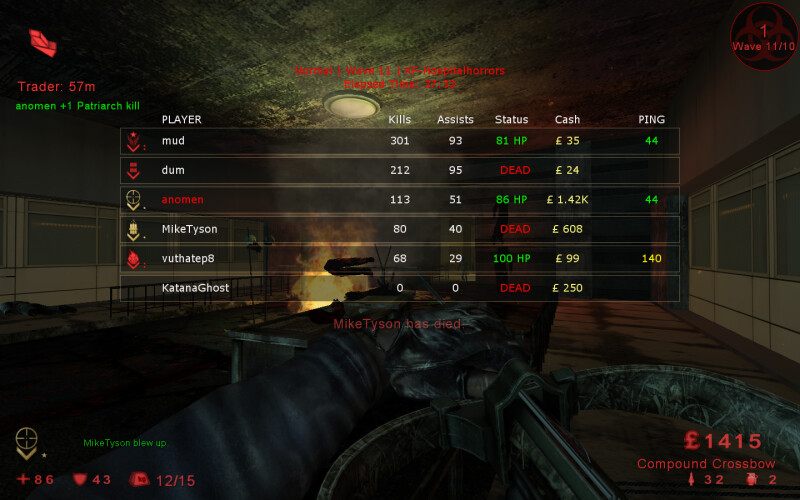 1
Wave 11/10
Trader: 57m
anomen +1 Patriarch kill
PLAYER Kills Assists Status Cash PING
mud 301 93 81 HP £ 35 44
dum 212 95 DEAD £ 24
anomen 113 51 86 HP £ 1.42K 44
MikeTyson 80 40 DEAD £ 608
vuthatep8 68 29 100 HP £ 99 140
KatanaGhost 0 0 DEAD £ 250
MikeTyson has died
MikeTyson blew up
£1415
Compound Crossbow
86 43 12/15
32 2